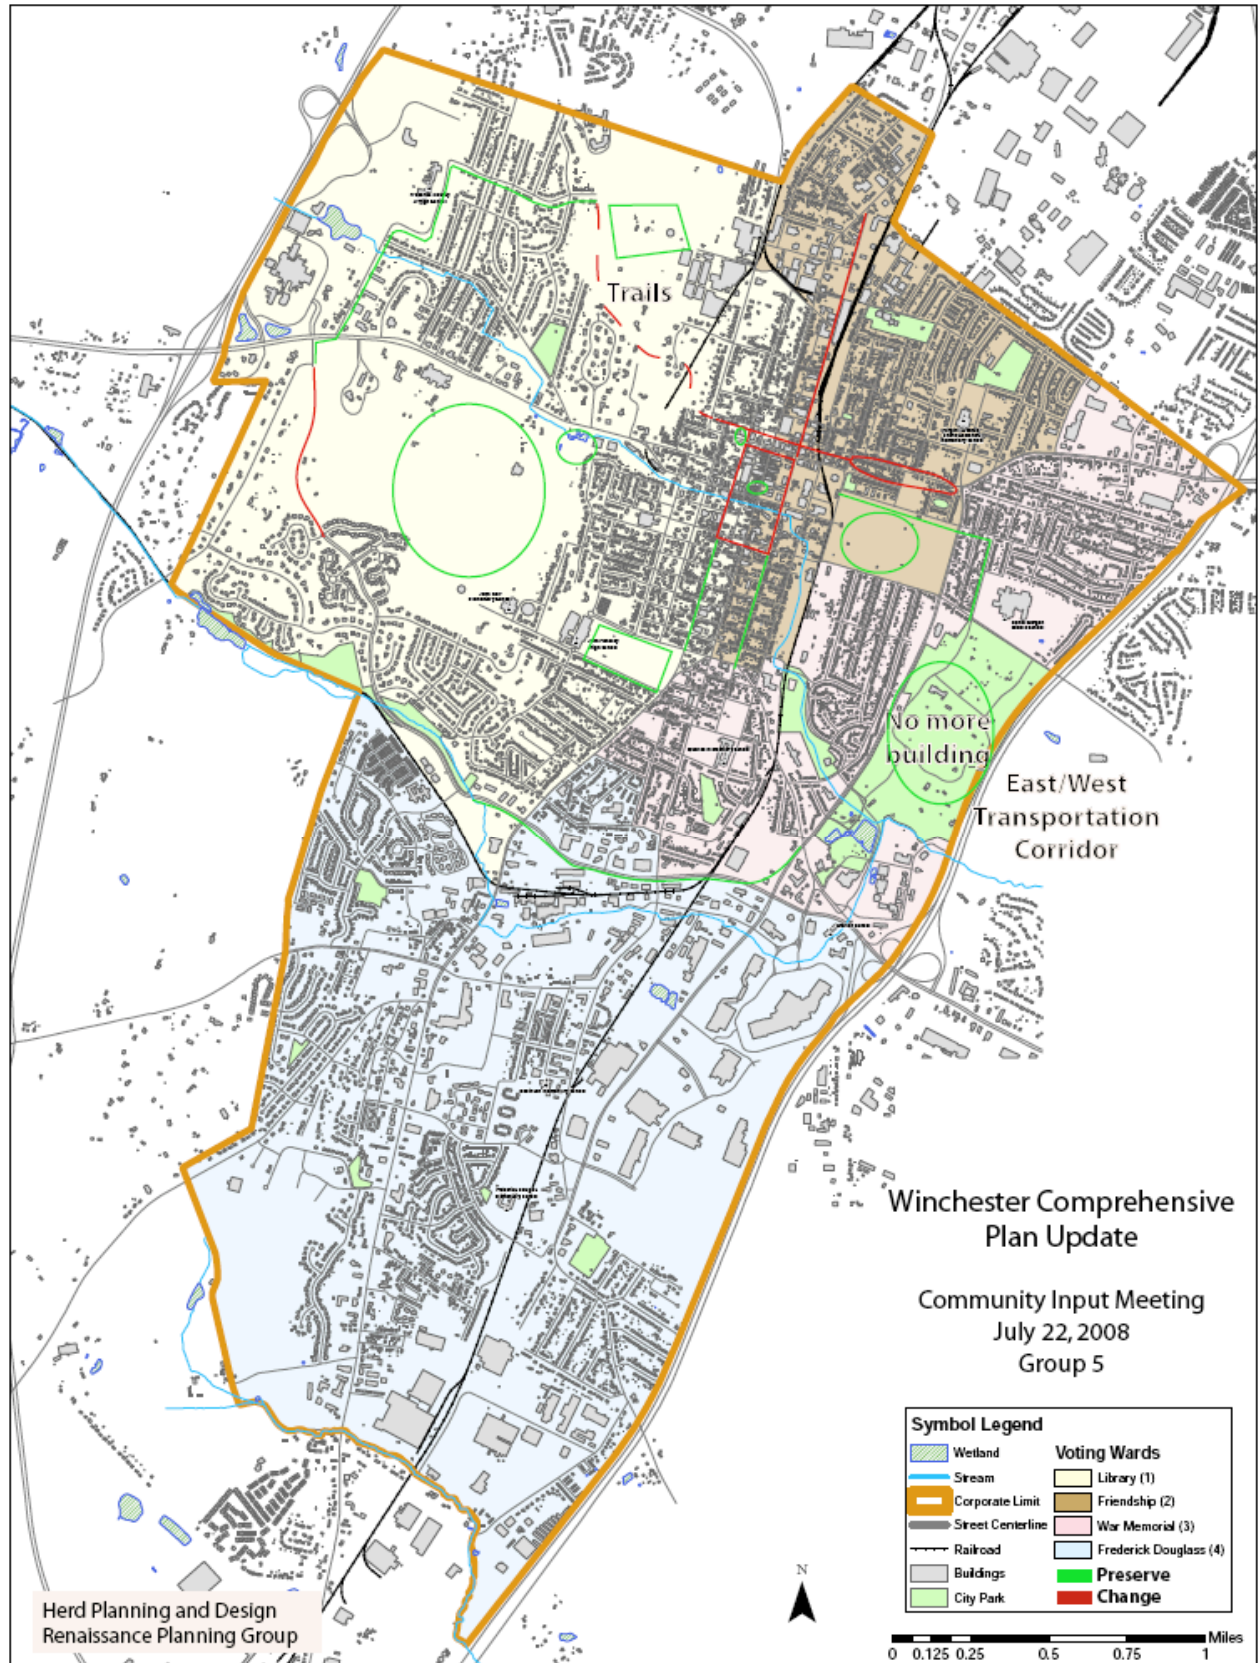 Trails
No more
building
East/West
Transportation
Corridor
Winchester Comprehensive
Plan Update
Community Input Meeting
July 22, 2008
Group 5
Symbol Legend
Wetland
Stream
Corporate Limit
Street Centerline
Railroad
Buildings
City Park
Voting Wards
Library (1)
Friendship (2)
War Memorial (3)
Frederick Douglass (4)
Preserve
Change
N
Miles
0 0.125 0.25 0.5 0.75 1
Herd Planning and Design
Renaissance Planning Group